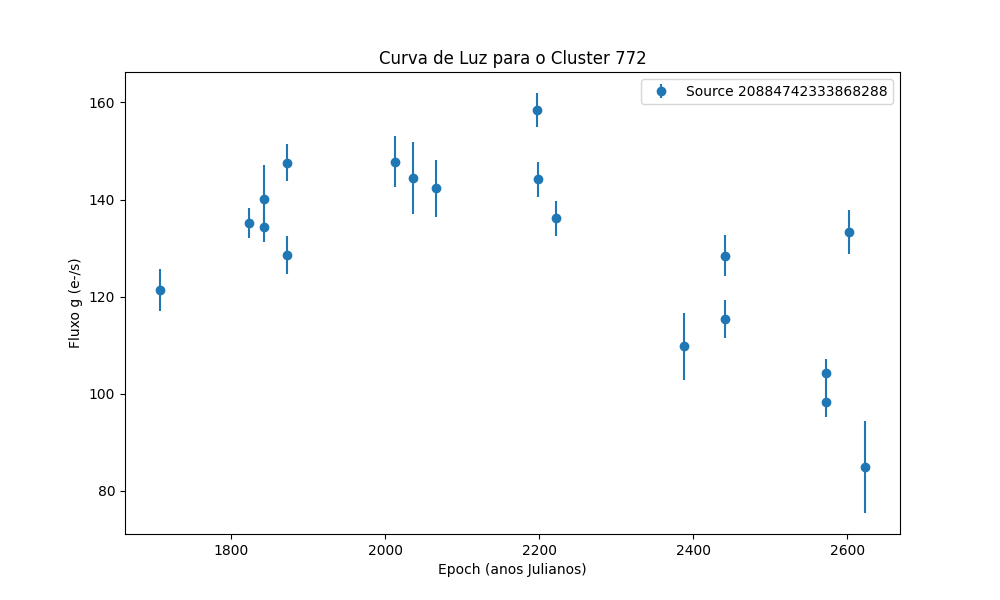 Curva de Luz para o Cluster 772
Source 20884742333868288
160
140
120
100
80
Fluxo g (e-/s)
1800 2000 2200 2400 2600
Epoch (anos Julianos)